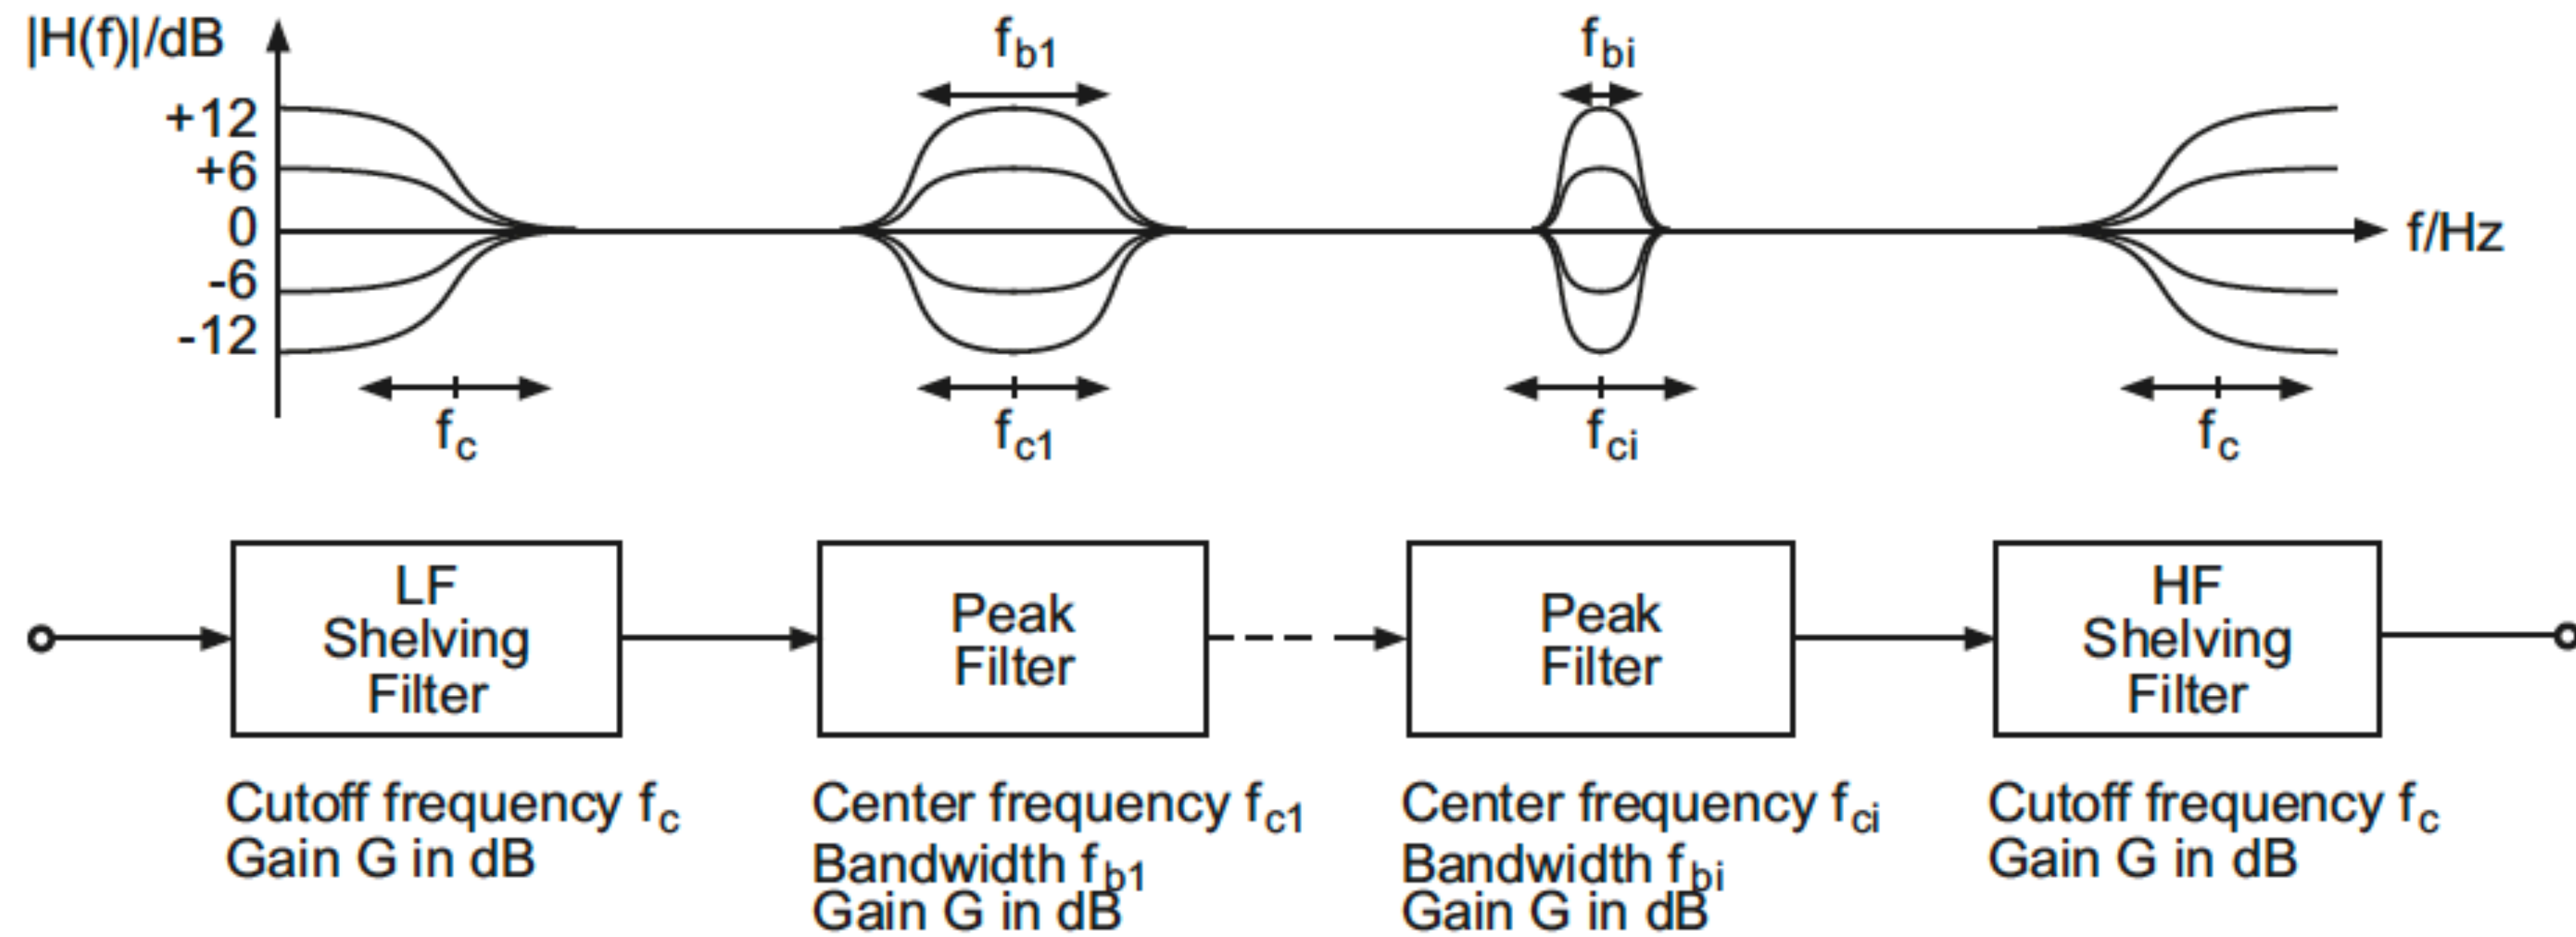 |H(f)|/dB
f_b1
f_bi
+12
+6
0
-6
-12
f/Hz
f_c
f_c1
f_ci
f_c
LF
Shelving
Filter
Peak
Filter
Peak
Filter
HF
Shelving
Filter
Cutoff frequency f_c
Gain G in dB
Center frequency f_c1
Bandwidth f_b1
Gain G in dB
Center frequency f_ci
Bandwidth f_bi
Gain G in dB
Cutoff frequency f_c
Gain G in dB